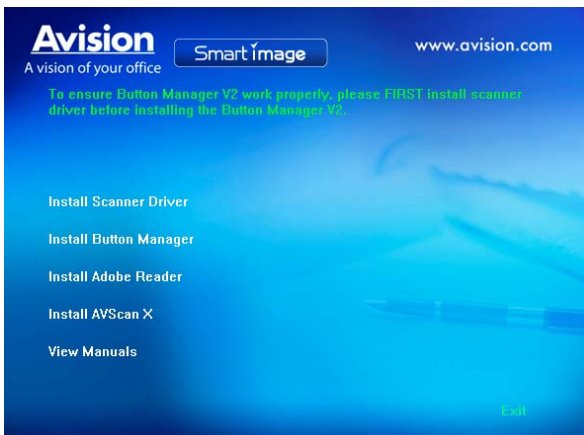 Avision
A vision of your office
Smart image
www.avision.com
To ensure Button Manager V2 work properly, please FIRST install scanner
driver before installing the Button Manager V2.
Install Scanner Driver
Install Button Manager
Install Adobe Reader
Install AVScan X
View Manuals
Exit